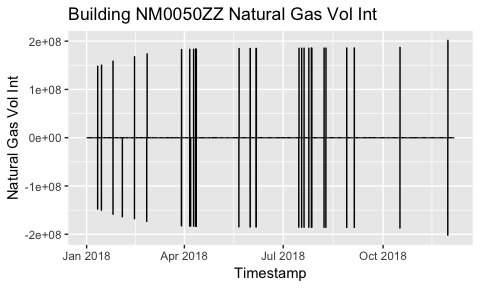 Building NM0050ZZ Natural Gas Vol Int
Natural Gas Vol Int
2e+08
1e+08
0e+00
-1e+08
-2e+08
Jan 2018 Apr 2018 Jul 2018 Oct 2018
Timestamp